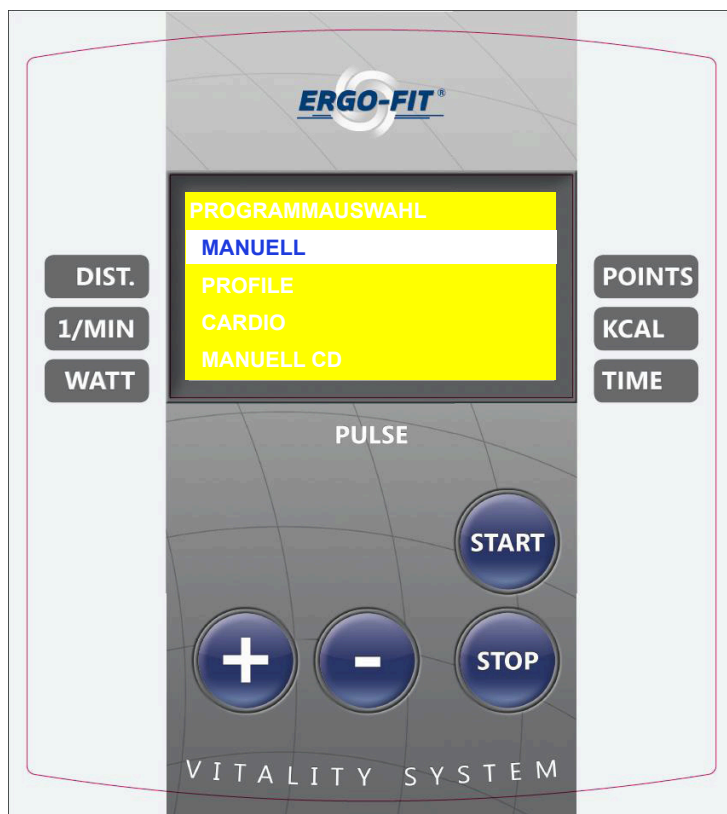 ERGO-FIT®
PROGRAMMAUSWAHL
MANUELL
PROFILE
CARDIO
MANUELL CD
DIST.
1/MIN
WATT
POINTS
KCAL
TIME
PULSE
START
+
-
STOP
VITALITY SYSTEM